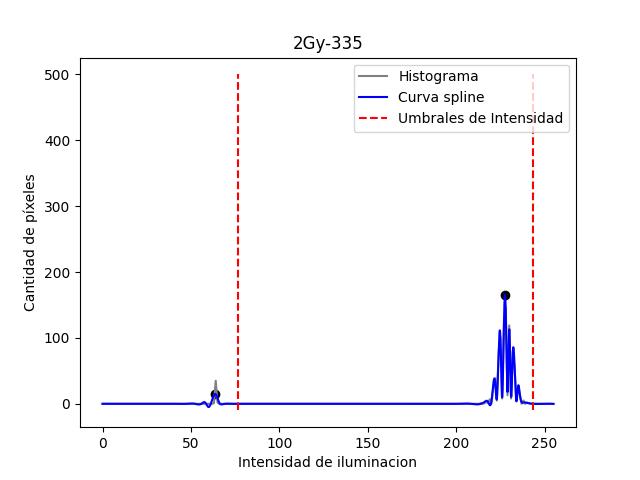 2Gy-335
Histograma
Curva spline
Umbrales de Intensidad
500
400
300
200
100
0
Cantidad de píxeles
0 50 100 150 200 250
Intensidad de iluminacion